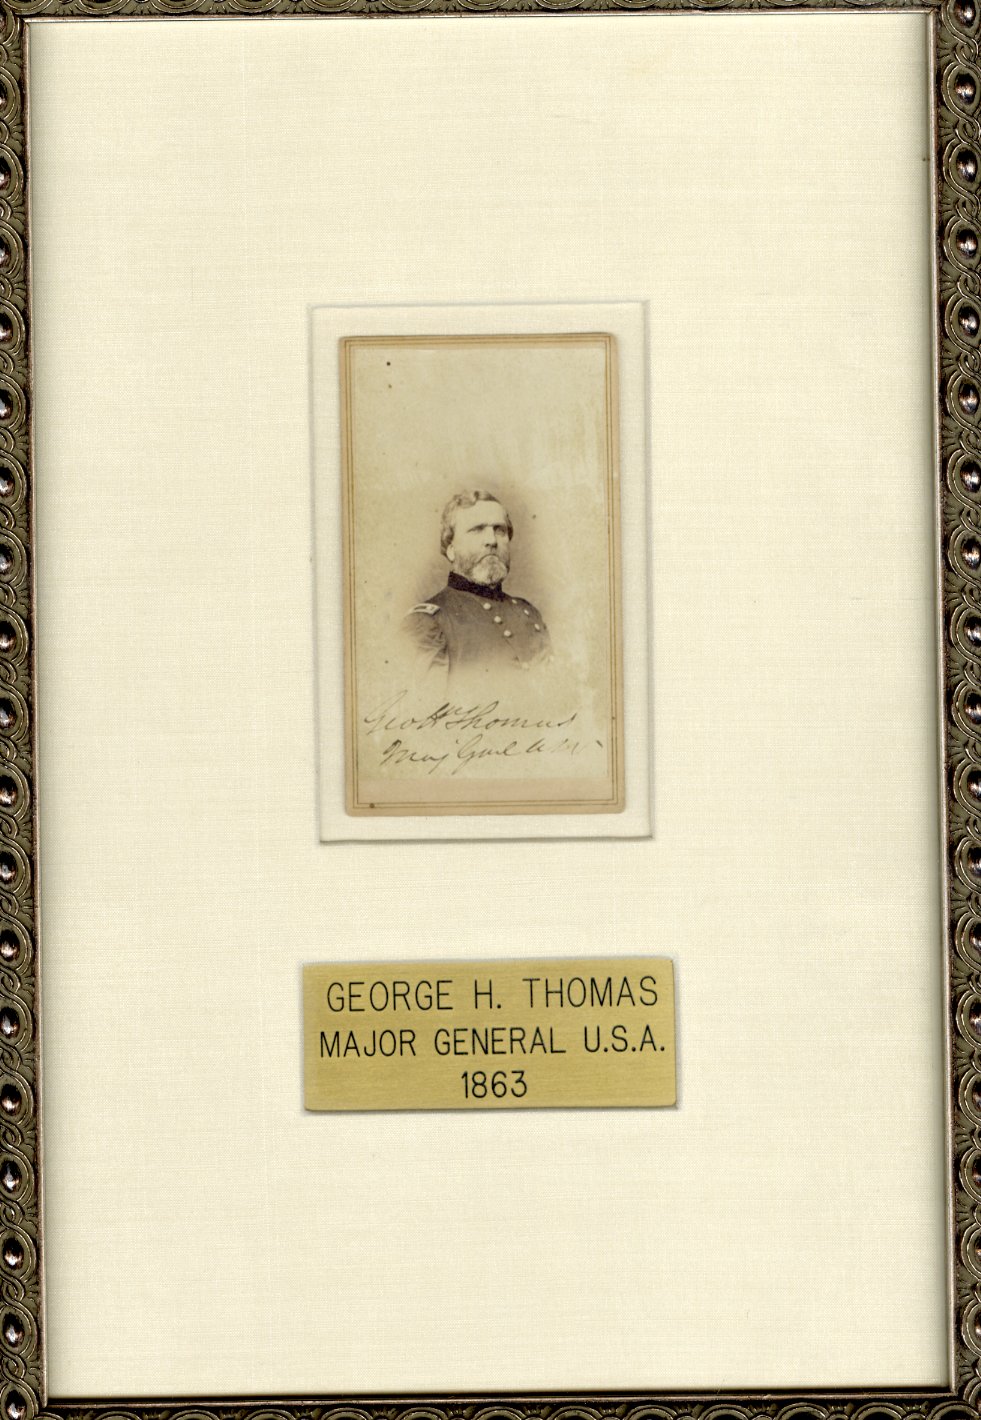 Geo H Thomas
Maj Genl U.S.V.
GEORGE H. THOMAS
MAJOR GENERAL U.S.A.
1863